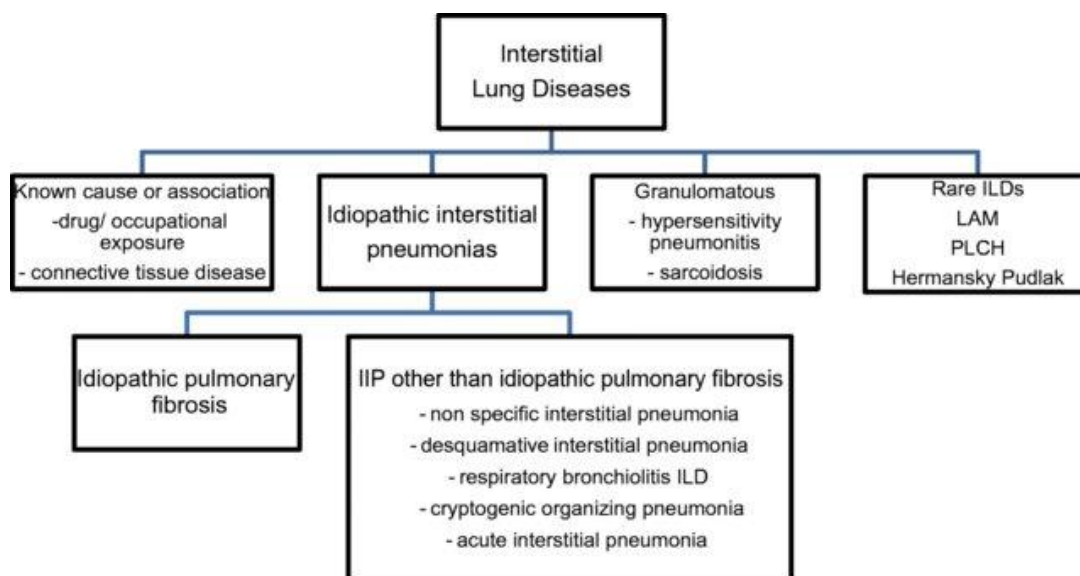 Interstitial
Lung Diseases
Known cause or association
-drug/ occupational
exposure
- connective tissue disease
Idiopathic interstitial
pneumonias
Granulomatous
- hypersensitivity
pneumonitis
- sarcoidosis
Rare ILDs
LAM
PLCH
Hermansky Pudlak
Idiopathic pulmonary
fibrosis
IIP other than idiopathic pulmonary fibrosis
- non specific interstitial pneumonia
- desquamative interstitial pneumonia
- respiratory bronchiolitis ILD
- cryptogenic organizing pneumonia
- acute interstitial pneumonia